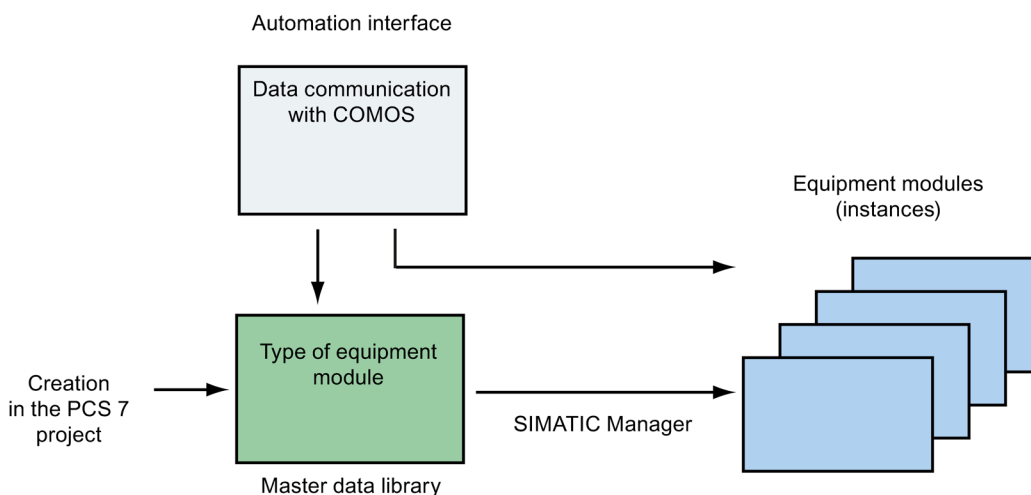 Automation interface
Data communication
with COMOS
Equipment modules
(instances)
Type of equipment
module
Creation
in the PCS 7
project
SIMATIC Manager
Master data library